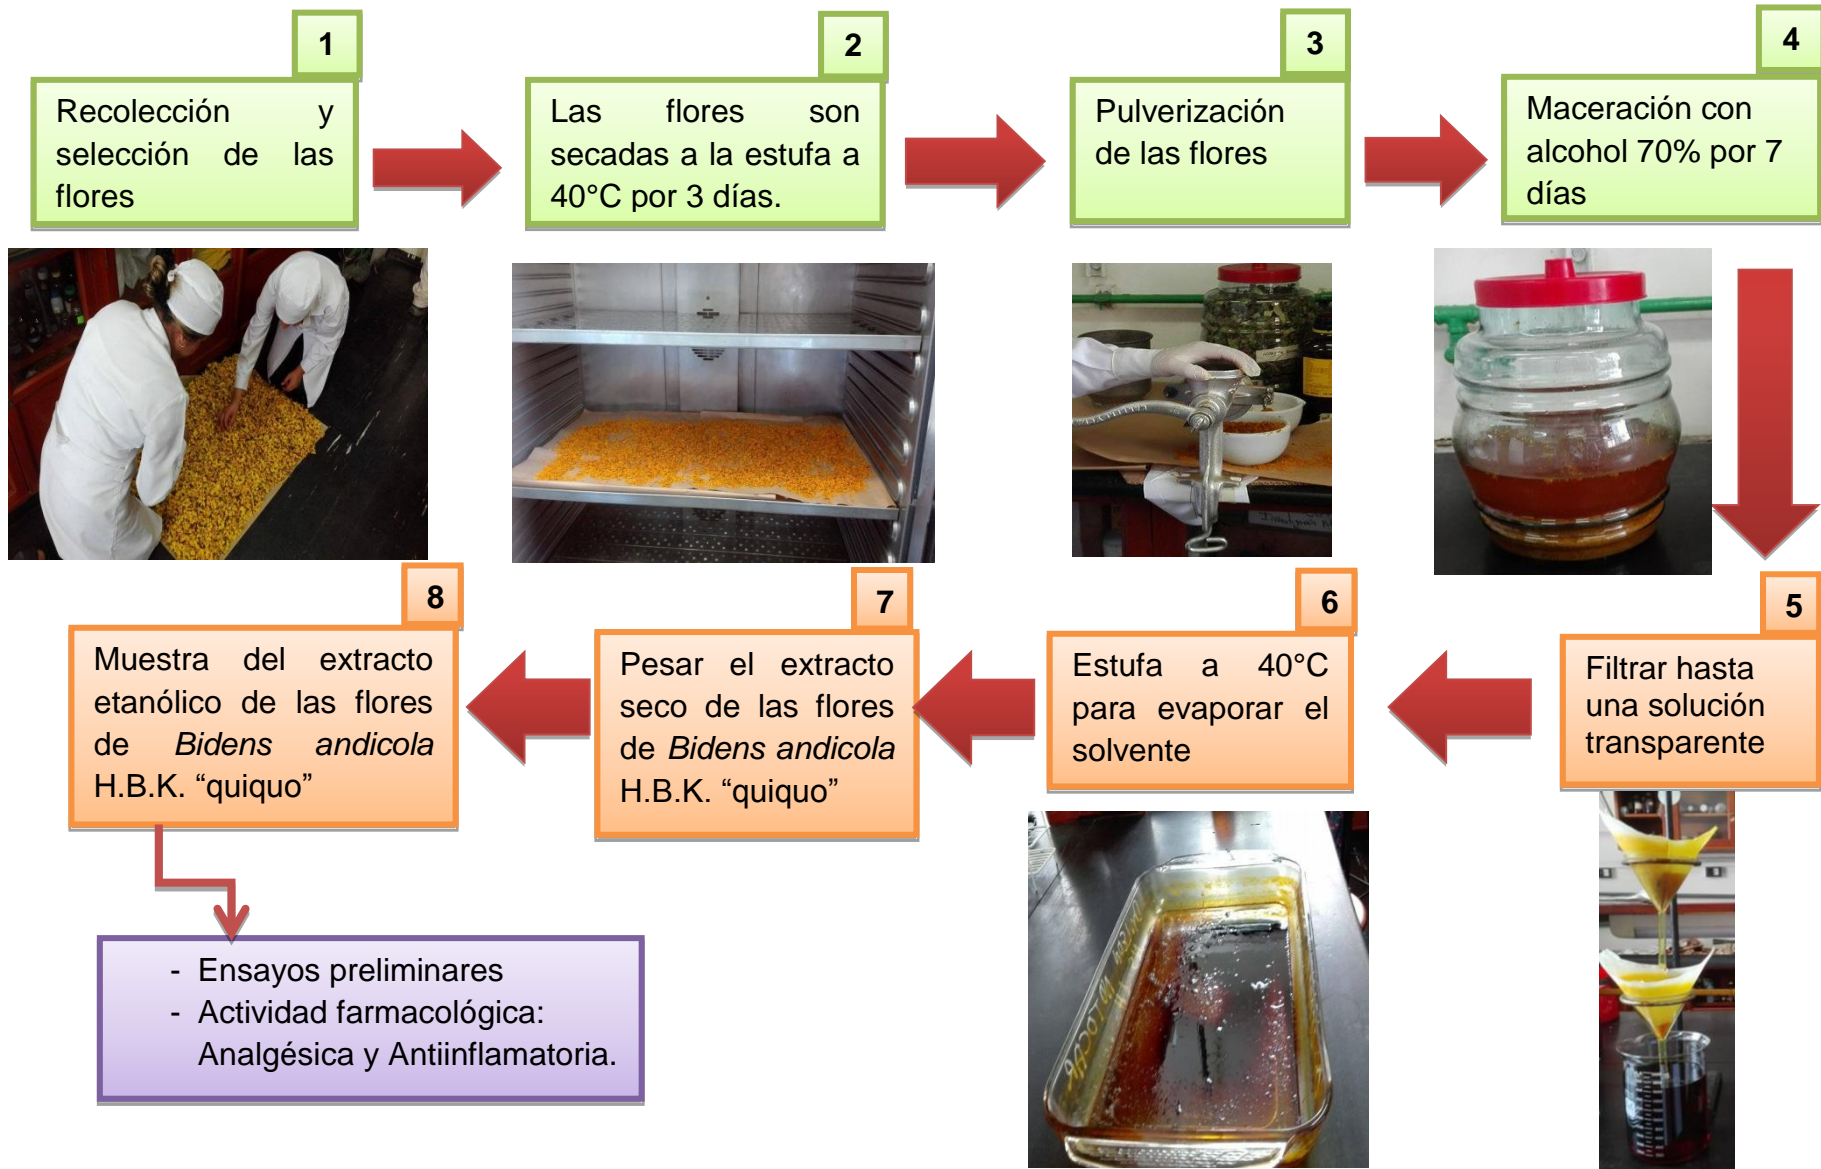 1
Recolección y
selección de las
flores
2
Las flores son
secadas a la estufa a
40°C por 3 días.
3
Pulverización
de las flores
4
Maceración con
alcohol 70% por 7
días
5
Filtrar hasta
una solución
transparente
6
Estufa a 40°C
para evaporar el
solvente
7
Pesar el extracto
seco de las flores
de Bidens andicola
H.B.K. “quiquo”
8
Muestra del extracto
etanólico de las flores
de Bidens andicola
H.B.K. “quiquo”
- Ensayos preliminares
- Actividad farmacológica:
Analgésica y Antiinflamatoria.